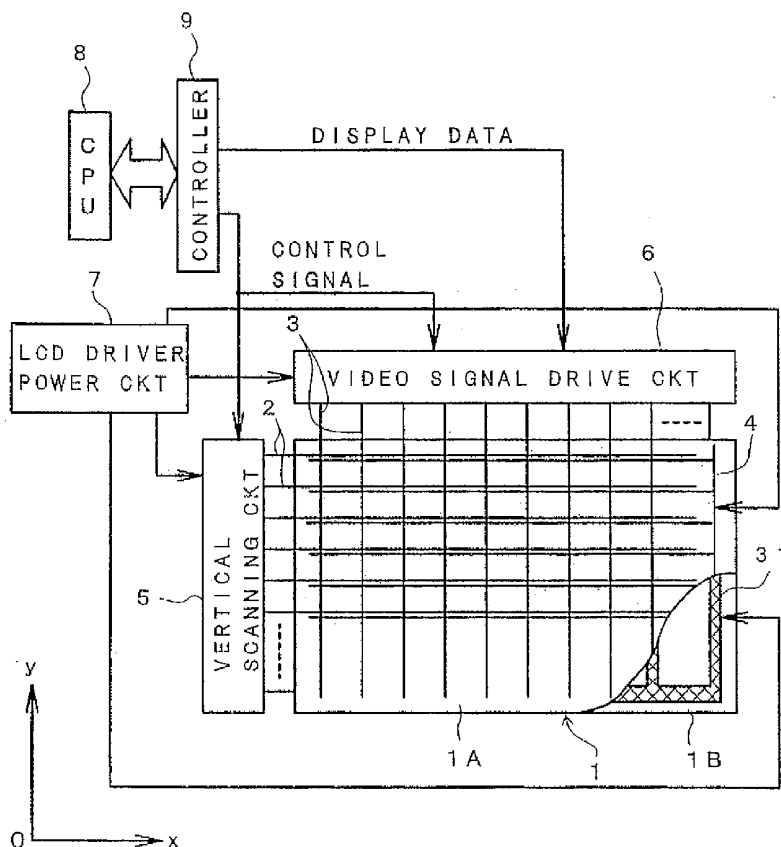 9
8
CPU
CONTROLLER
DISPLAY DATA
CONTROL
SIGNAL
7
6
3
LCD DRIVER
POWER CKT
VIDEO SIGNAL DRIVE CKT
2
4
VERTICAL
SCANNING CKT
3
5
y
1A
1
1B
0
x